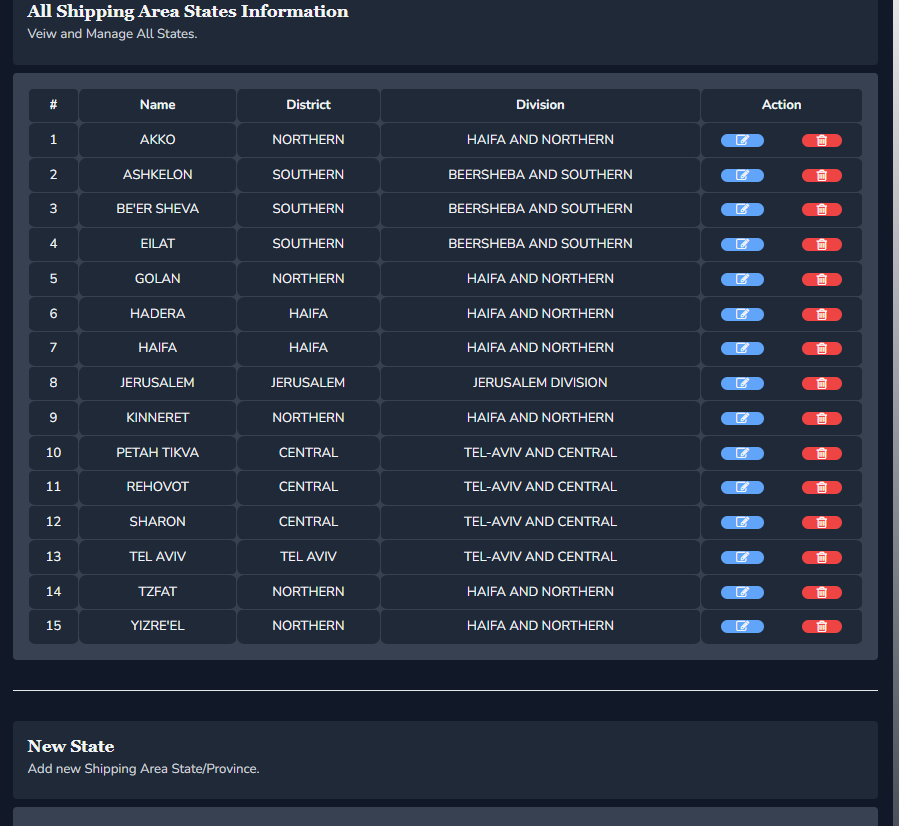 All Shipping Area States Information
Veiw and Manage All States.
# Name District Division Action
1 AKKO NORTHERN HAIFA AND NORTHERN
2 ASHKELON SOUTHERN BEERSHEBA AND SOUTHERN
3 BE'ER SHEVA SOUTHERN BEERSHEBA AND SOUTHERN
4 EILAT SOUTHERN BEERSHEBA AND SOUTHERN
5 GOLAN NORTHERN HAIFA AND NORTHERN
6 HADERA HAIFA HAIFA AND NORTHERN
7 HAIFA HAIFA HAIFA AND NORTHERN
8 JERUSALEM JERUSALEM JERUSALEM DIVISION
9 KINNERET NORTHERN HAIFA AND NORTHERN
10 PETAH TIKVA CENTRAL TEL-AVIV AND CENTRAL
11 REHOVOT CENTRAL TEL-AVIV AND CENTRAL
12 SHARON CENTRAL TEL-AVIV AND CENTRAL
13 TEL AVIV TEL AVIV TEL-AVIV AND CENTRAL
14 TZFAT NORTHERN HAIFA AND NORTHERN
15 YIZRE'EL NORTHERN HAIFA AND NORTHERN
New State
Add new Shipping Area State/Province.